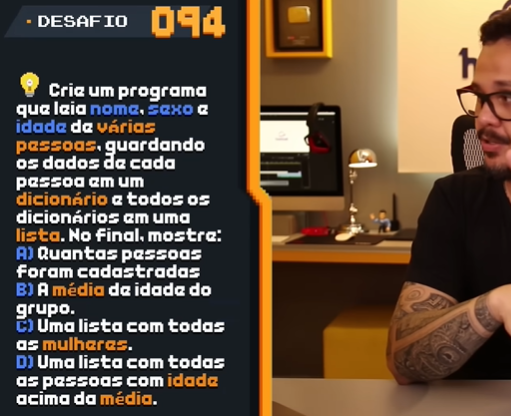 DESAFIO 094
Crie um programa
que leia nome, sexo e
idade de várias
pessoas, guardando
os dados de cada
pessoa em um
dicionário e todos os
dicionários em uma
lista. No final, mostre:
A) Quantas pessoas
foram cadastradas
B) A média de idade do
grupo.
C) Uma lista com todas
as mulheres.
D) Uma lista com todas
as pessoas com idade
acima da média.